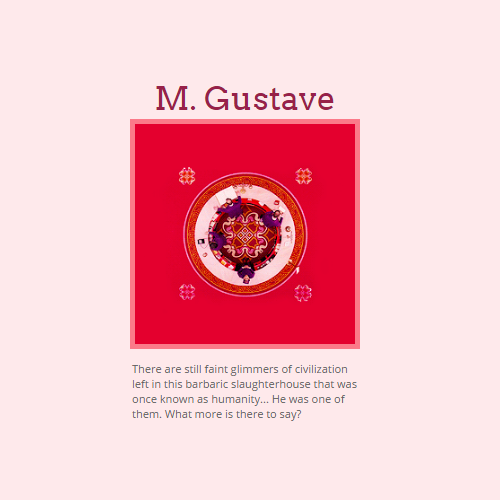 M. Gustave
There are still faint glimmers of civilization
left in this barbaric slaughterhouse that was
once known as humanity... He was one of
them. What more is there to say?